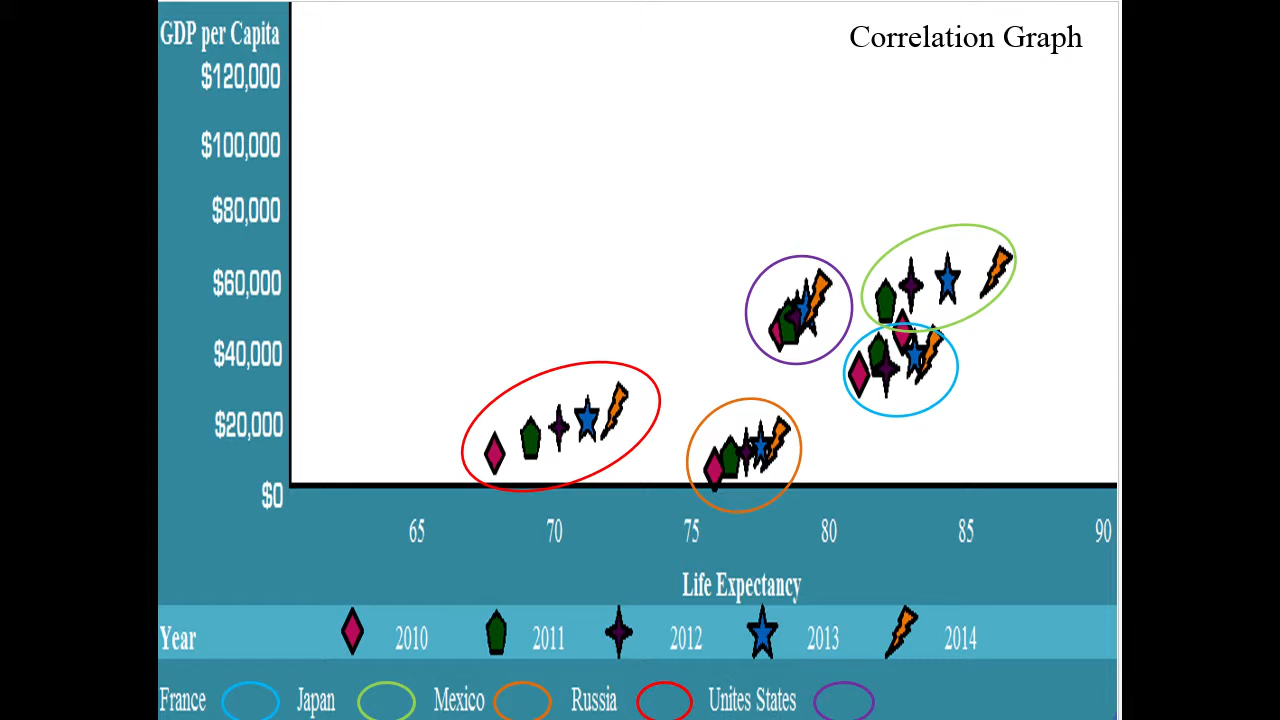 GDP per Capita
Correlation Graph
$120,000
$100,000
$80,000
$60,000
$40,000
$20,000
$0
65 70 75 80 85 90
Life Expectancy
Year 2010 2011 2012 2013 2014
France Japan Mexico Russia Unites States